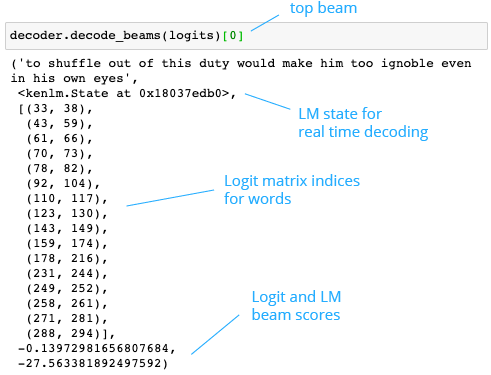 top beam
decoder.decode_beams(logits)[0]
('to shuffle out of this duty would make him too ignoble even
in his own eyes',
<kenlm.State at 0x18037edb0>,
[(33, 38),
(43, 59),
(61, 66),
(70, 73),
(78, 82),
(92, 104),
(110, 117),
(123, 130),
(143, 149),
(159, 174),
(178, 216),
(231, 244),
(249, 252),
(258, 261),
(271, 281),
(288, 294)],
-0.13972981656807684,
-27.563381892497592)
LM state for
real time decoding
Logit matrix indices
for words
Logit and LM
beam scores